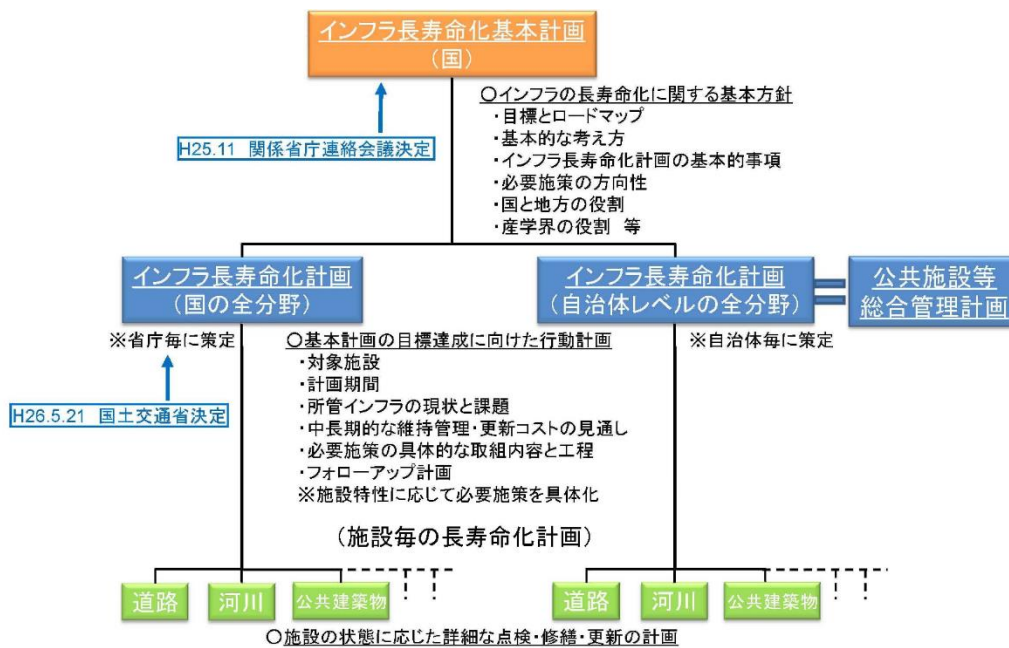 インフラ長寿命化基本計画
(国)
○インフラの長寿命化に関する基本方針
・目標とロードマップ
・基本的な考え方
・インフラ長寿命化計画の基本的事項
・必要施策の方向性
・国と地方の役割
・産学界の役割 等
H25.11 関係省庁連絡会議決定
インフラ長寿命化計画
(国の全分野)
インフラ長寿命化計画
(自治体レベルの全分野)
公共施設等
総合管理計画
※省庁毎に策定
※自治体毎に策定
H26.5.21 国土交通省決定
○基本計画の目標達成に向けた行動計画
・対象施設
・計画期間
・所管インフラの現状と課題
・中長期的な維持管理・更新コストの見通し
・必要施策の具体的な取組内容と工程
・フォローアップ計画
※施設特性に応じて必要施策を具体化
(施設毎の長寿命化計画)
道路
河川
公共建築物
道路
河川
公共建築物
○施設の状態に応じた詳細な点検・修繕・更新の計画